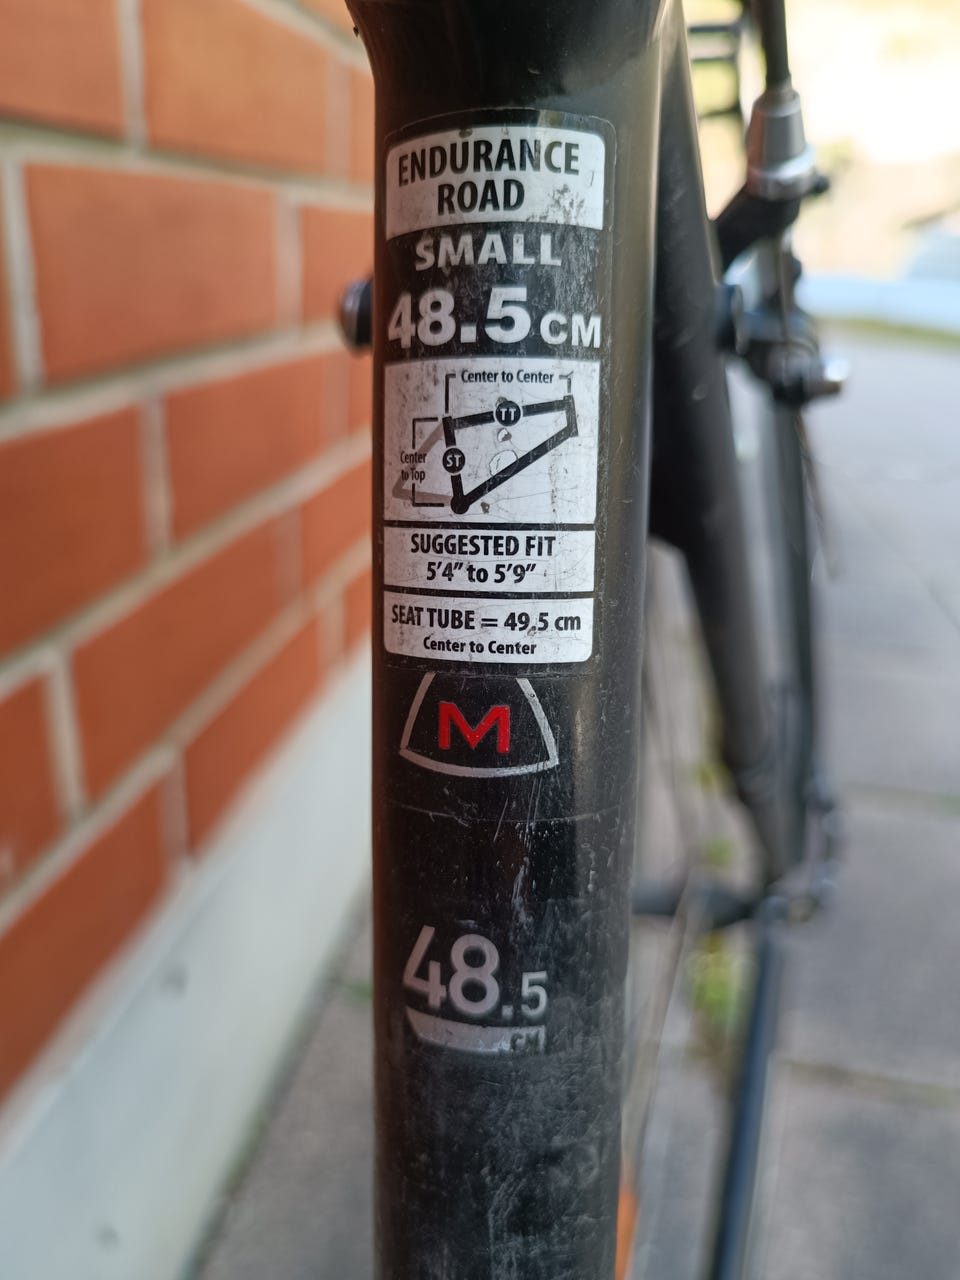 ENDURANCE
ROAD
SMALL
48.5 CM
Center to Center
TT
ST
Center
to Top
SUGGESTED FIT
5'4" to 5'9"
SEAT TUBE = 49.5 cm
Center to Center
M
48.5
CM